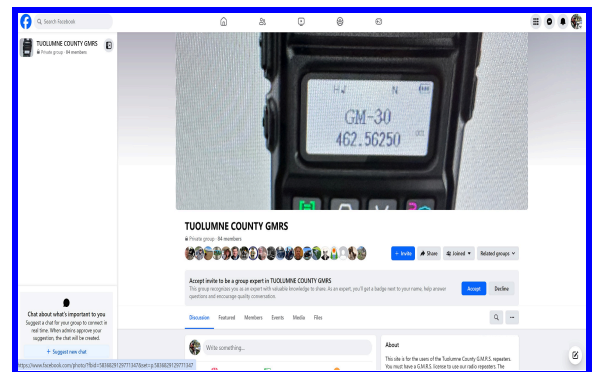 Search Facebook
TUOLUMNE COUNTY GMRS
Private group · 84 members
H
N
GM-30
462.56250
TUOLUMNE COUNTY GMRS
Private group · 84 members
+ Invite
Share
Joined
Related groups
Accept invite to be a group expert in TUOLUMNE COUNTY GMRS
This group recognizes you as an expert with valuable knowledge to share. As an expert, you'll get a badge next to your name, help answer
questions and encourage quality conversation.
Accept
Decline
Discussion
Featured
Members
Events
Media
Files
Write something...
About
This site is for the users of the Tuolumne County G.M.R.S. repeaters.
You must have a G.M.R.S. license to use our radio repeaters. The
Chat about what's important to you
Suggest a chat for your group to connect in
real time. When admins approve your
suggestion, the chat will be created.
+ Suggest new chat